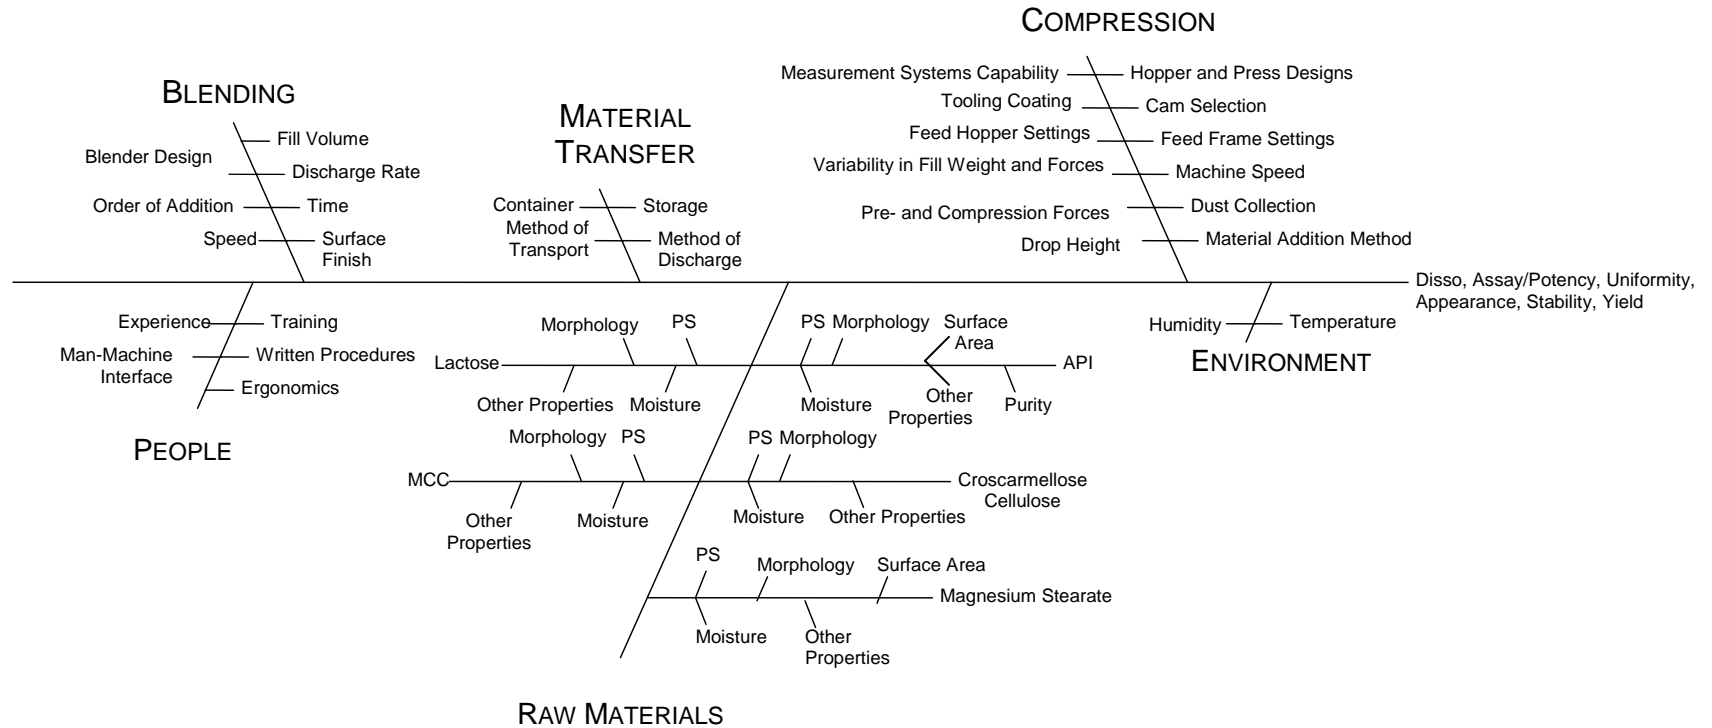 COMPRESSION
Measurement Systems Capability
Hopper and Press Designs
Tooling Coating
Cam Selection
Feed Hopper Settings
Feed Frame Settings
Variability in Fill Weight and Forces
Machine Speed
Pre- and Compression Forces
Dust Collection
Drop Height
Material Addition Method
BLENDING
Fill Volume
Blender Design
Discharge Rate
Order of Addition
Time
Speed
Surface
Finish
MATERIAL
TRANSFER
Container
Storage
Method of
Transport
Method of
Discharge
Disso, Assay/Potency, Uniformity,
Appearance, Stability, Yield
Experience
Training
Man-Machine
Interface
Written Procedures
Ergonomics
PEOPLE
Morphology
PS
Lactose
Other Properties
Moisture
PS
Morphology
Surface
Area
API
Moisture
Other
Properties
Purity
Humidity
Temperature
ENVIRONMENT
Morphology
PS
MCC
Other
Properties
Moisture
PS
Morphology
Croscarmellose
Cellulose
Moisture
Other Properties
PS
Morphology
Surface Area
Magnesium Stearate
Moisture
Other
Properties
RAW MATERIALS